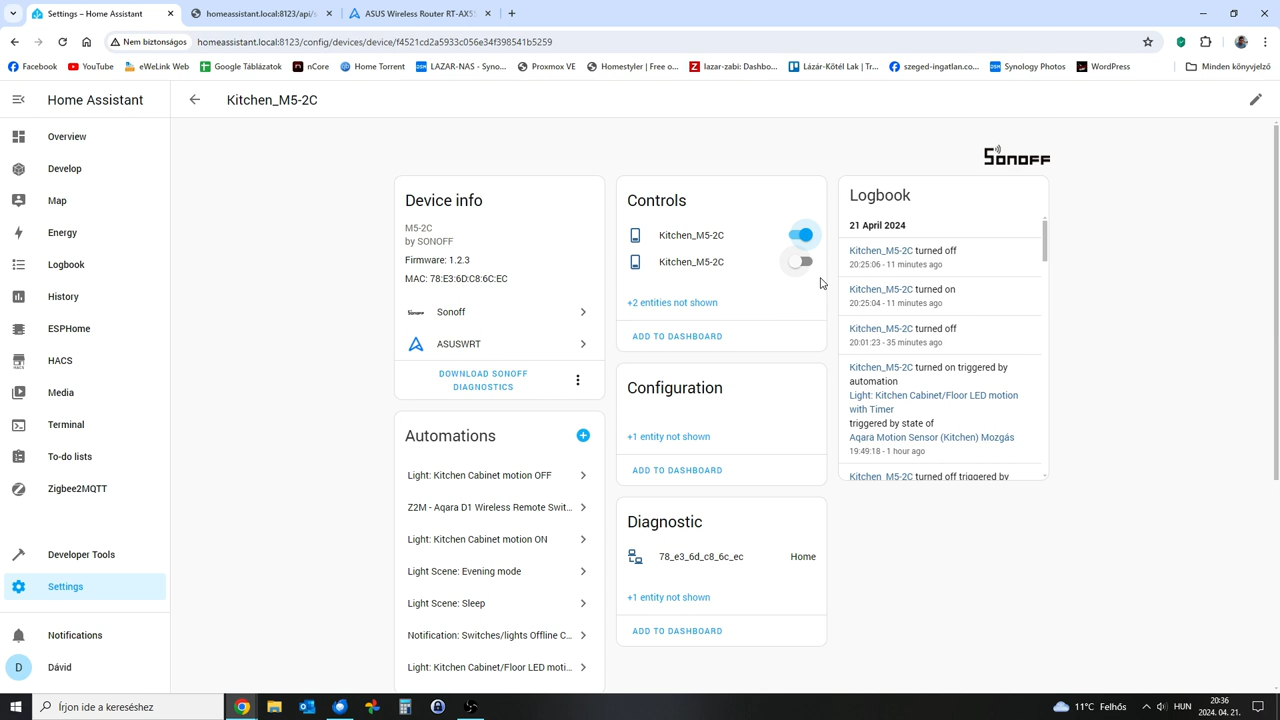 Settings – Home Assistant
homeassistant.local:8123/api/s
ASUS Wireless Router RT-AX5
Nem biztonságos
homeassistant.local:8123/config/devices/device/f4521cd2a5933c056e34f398541b5259
Facebook
YouTube
eWeLink Web
Google Táblázatok
nCore
Home Torrent
LAZAR-NAS - Syno...
Proxmox VE
Homestyler | Free o...
lazar-zabi: Dashbo...
Lázár-Kötél Lak | Tr...
szeged-ingatlan.co...
Synology Photos
WordPress
Minden könyvjelző
Home Assistant
Kitchen_M5-2C
Overview
Develop
Map
Energy
Logbook
History
ESPHome
HACS
Media
Terminal
To-do lists
Zigbee2MQTT
Developer Tools
Settings
Notifications
D
Dávid
Device info
M5-2C
by SONOFF
Firmware: 1.2.3
MAC: 78:E3:6D:C8:6C:EC
Sonoff
ASUSWRT
DOWNLOAD SONOFF
DIAGNOSTICS
Automations
Light: Kitchen Cabinet motion OFF
Z2M - Aqara D1 Wireless Remote Swit...
Light: Kitchen Cabinet motion ON
Light Scene: Evening mode
Light Scene: Sleep
Notification: Switches/lights Offline C...
Light: Kitchen Cabinet/Floor LED moti...
Controls
Kitchen_M5-2C
Kitchen_M5-2C
+2 entities not shown
ADD TO DASHBOARD
Configuration
+1 entity not shown
ADD TO DASHBOARD
Diagnostic
78_e3_6d_c8_6c_ec
Home
+1 entity not shown
ADD TO DASHBOARD
SONOFF
Logbook
21 April 2024
Kitchen_M5-2C turned off
20:25:06 - 11 minutes ago
Kitchen_M5-2C turned on
20:25:04 - 11 minutes ago
Kitchen_M5-2C turned off
20:01:23 - 35 minutes ago
Kitchen_M5-2C turned on triggered by
automation
Light: Kitchen Cabinet/Floor LED motion
with Timer
triggered by state of
Aqara Motion Sensor (Kitchen) Mozgás
19:49:18 - 1 hour ago
Kitchen_M5-2C turned off triggered by
Írjon ide a kereséshez
11°C Felhős
HUN
20:36
2024. 04. 21.